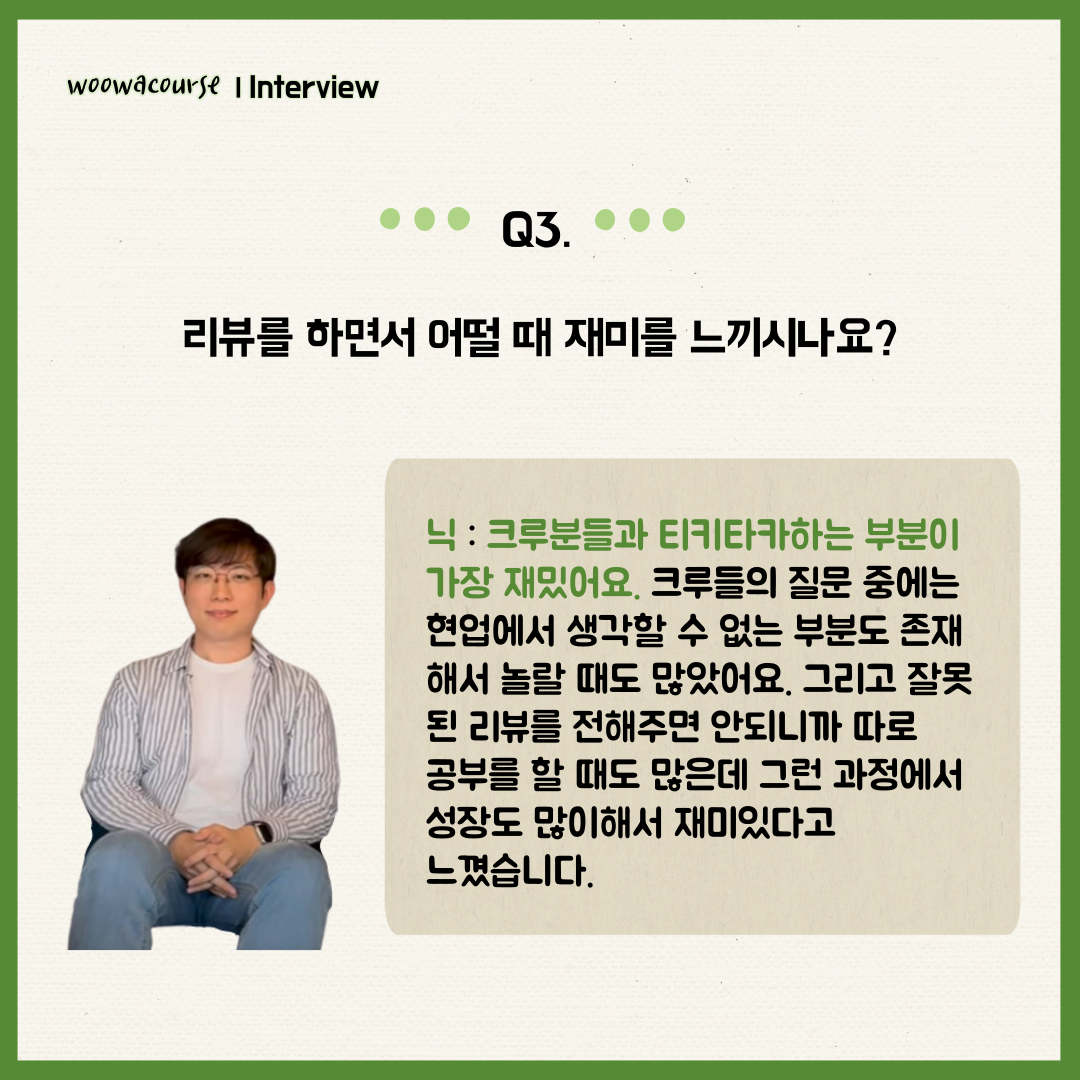 woowacourse | Interview
Q3.
리뷰를 하면서 어떨 때 재미를 느끼시나요?
닉 : 크루분들과 티키타카하는 부분이
가장 재밌어요. 크루들의 질문 중에는
현업에서 생각할 수 없는 부분도 존재
해서 놀랄 때도 많았어요. 그리고 잘못
된 리뷰를 전해주면 안되니까 따로
공부를 할 때도 많은데 그런 과정에서
성장도 많이해서 재미있다고
느꼈습니다.